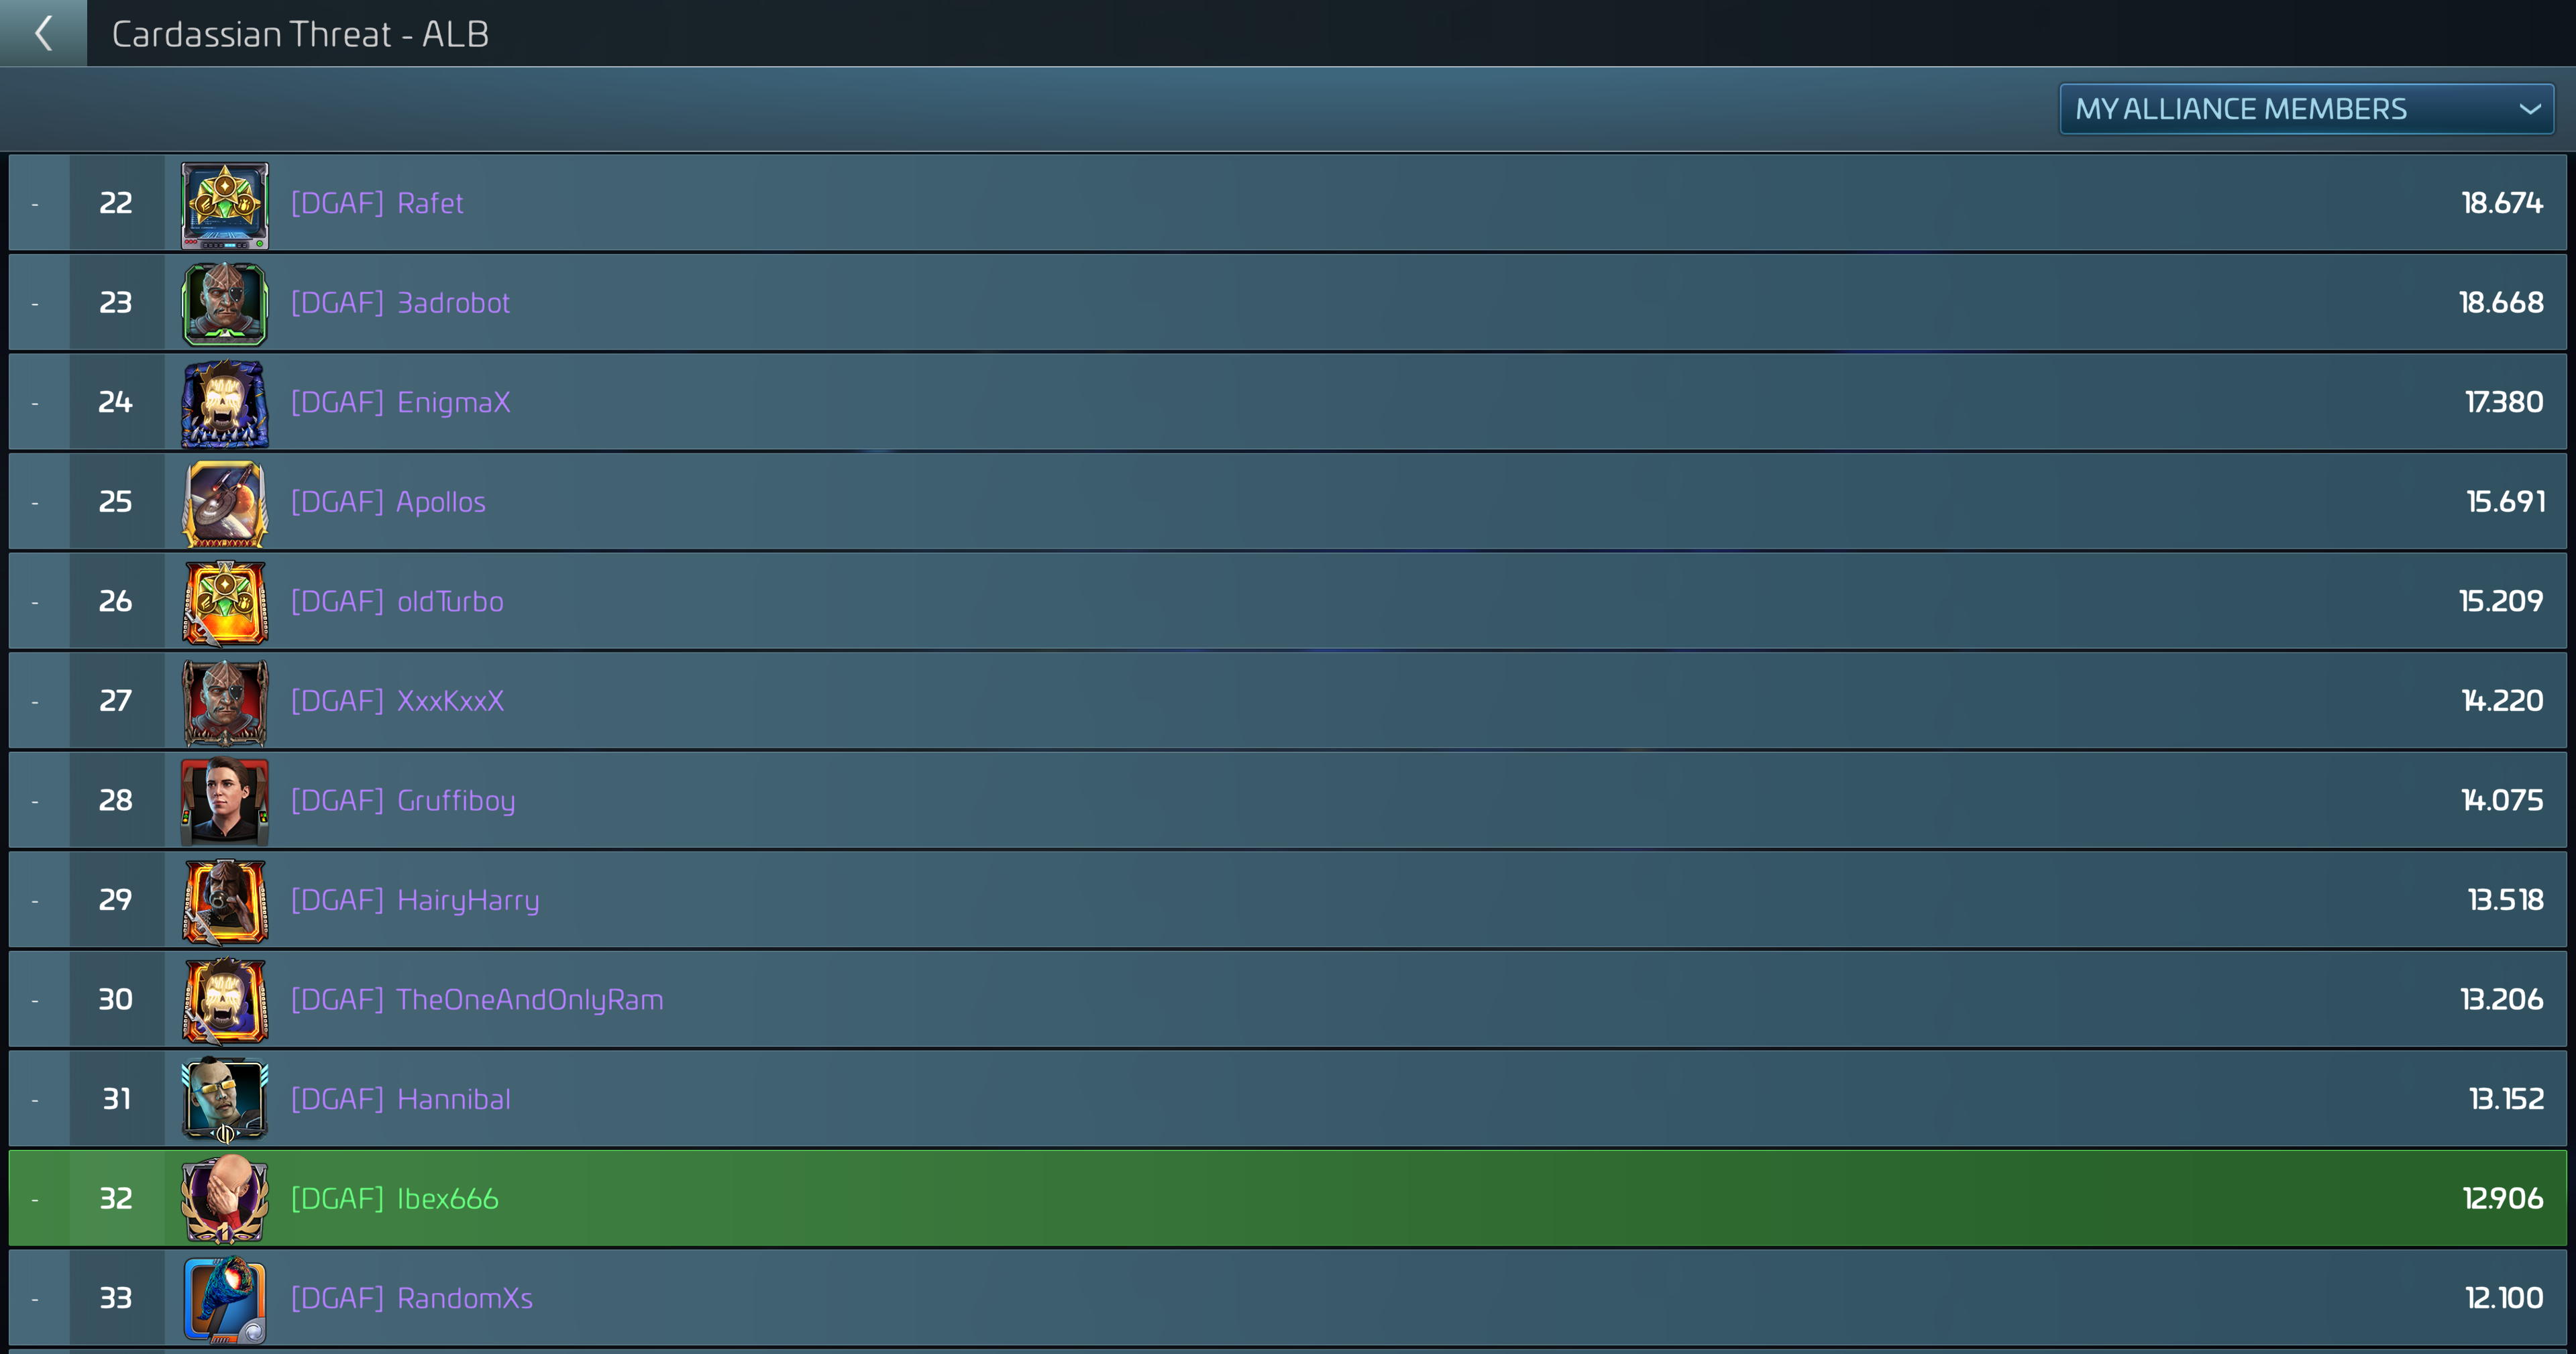 Cardassian Threat - ALB
MY ALLIANCE MEMBERS
- 22 [DGAF] Rafet 18.674
- 23 [DGAF] 3adrobot 18.668
- 24 [DGAF] EnigmaX 17.380
- 25 [DGAF] Apollos 15.691
- 26 [DGAF] oldTurbo 15.209
- 27 [DGAF] XxxKxxX 14.220
- 28 [DGAF] Gruffiboy 14.075
- 29 [DGAF] HairyHarry 13.518
- 30 [DGAF] TheOneAndOnlyRam 13.206
- 31 [DGAF] Hannibal 13.152
- 32 [DGAF] Ibex666 12.906
- 33 [DGAF] RandomXs 12.100